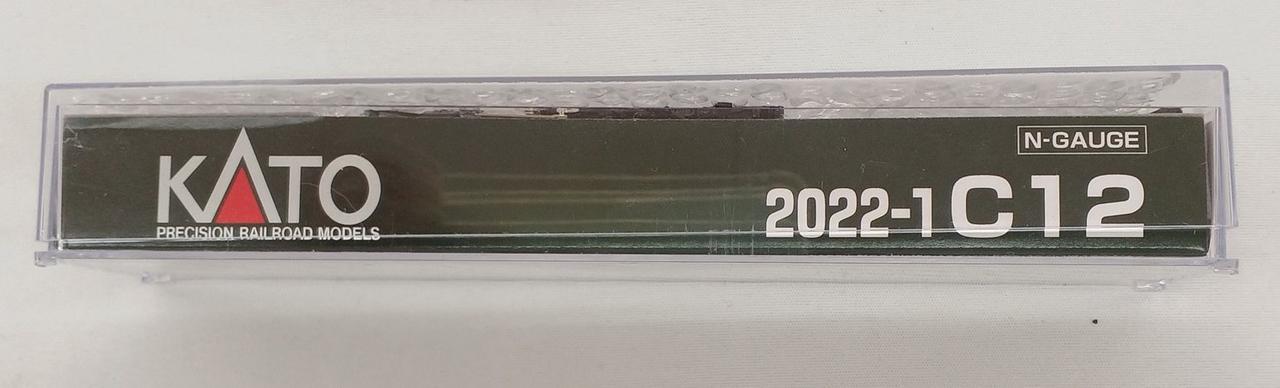 KATO
PRECISION RAILROAD MODELS
N-GAUGE
2022-1 C12